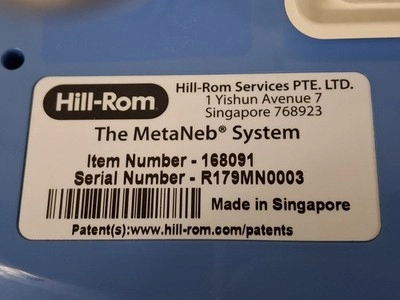 Hill-Rom
Hill-Rom Services PTE. LTD.
1 Yishun Avenue 7
Singapore 768923
The MetaNeb® System
Item Number - 168091
Serial Number - R179MN0003
Made in Singapore
Patent(s):www.hill-rom.com/patents